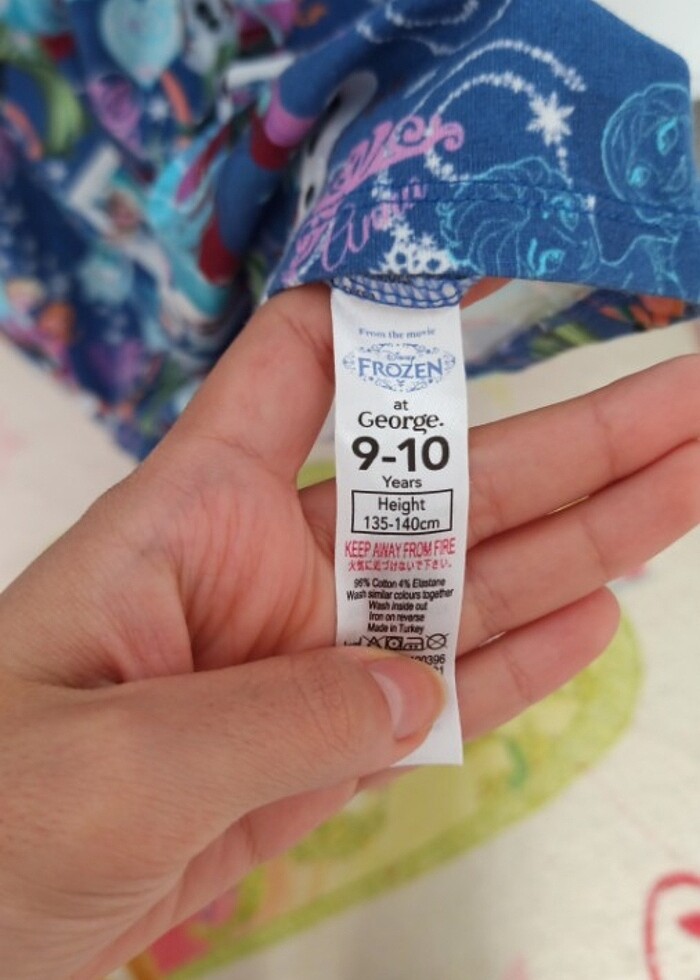 From the movie
Disney
FROZEN
at
George.
9-10
Years
Height
135-140cm
KEEP AWAY FROM FIRE
火気に近づけないで下さい。
96% Cotton 4% Elastane
Wash similar colours together
Wash inside out
Iron on reverse
Made in Turkey